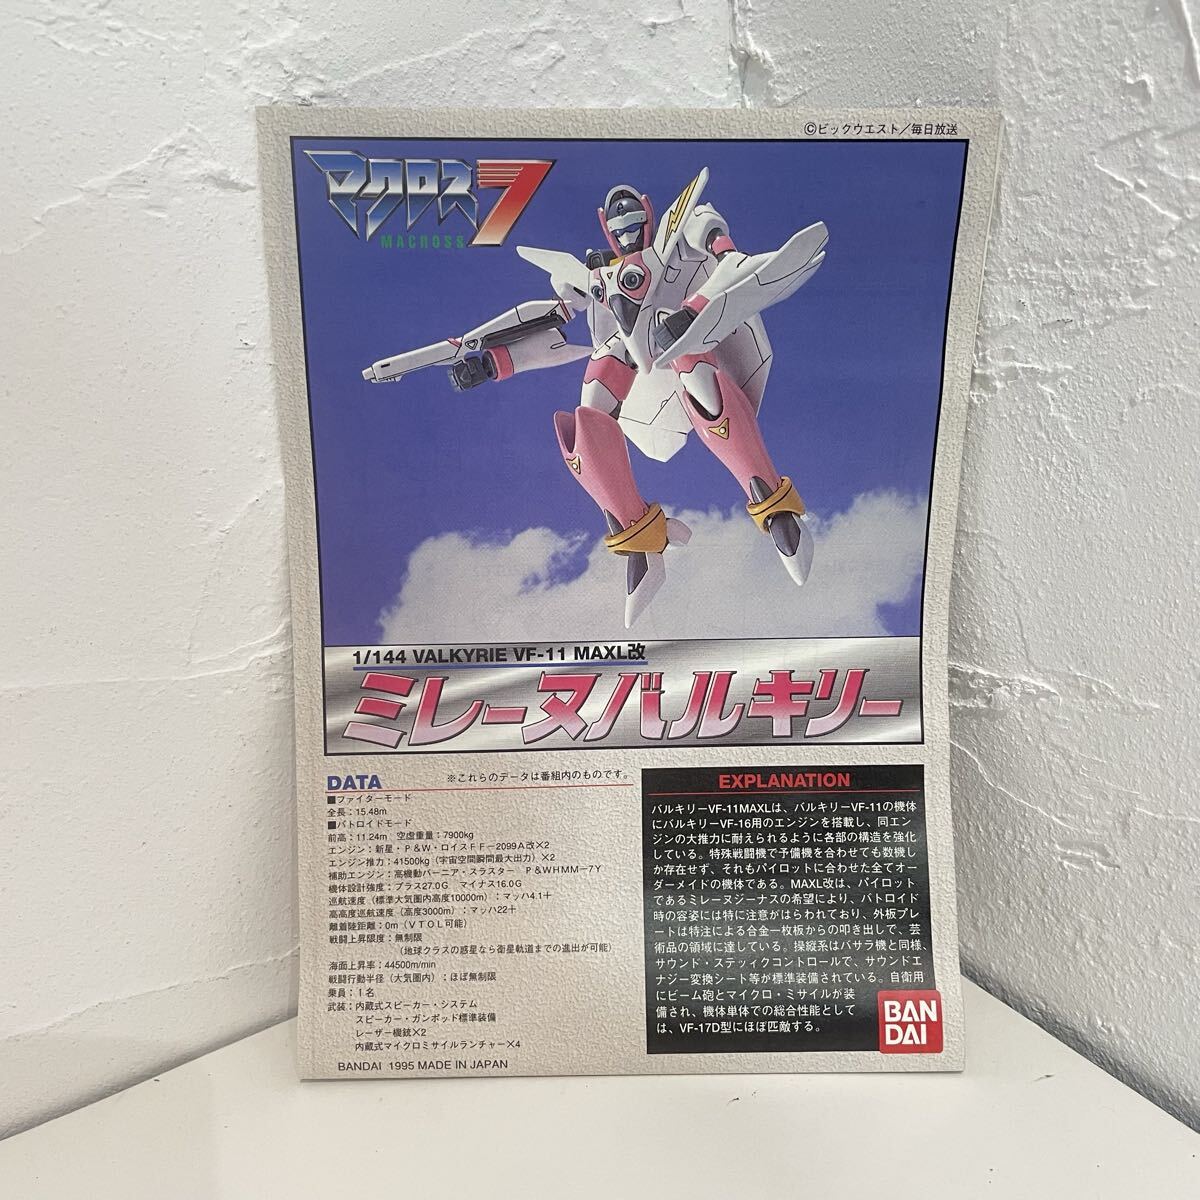 ©ビックウエスト／毎日放送
マクロス7
MACROSS
1/144 VALKYRIE VF-11 MAXL改
ミレーヌバルキリー
DATA
※これらのデータは番組内のものです。
■ファイターモード
全長：15.48m
■バトロイドモード
前高：11.24m 空虚重量：7900kg
エンジン：新星・P&W・ロイスFF－2099A改×2
エンジン推力：41500kg（宇宙空間瞬間最大出力）×2
補助エンジン：高機動バーニア・スラスター P&WHMM－7Y
機体設計強度：プラス27.0G マイナス16.0G
巡航速度（標準大気圏内高度10000m）：マッハ4.1＋
高高度巡航速度（高度3000m）：マッハ22＋
離着陸距離：0m（VTOL可能）
戦闘上昇限度：無制限
（地球クラスの惑星なら衛星軌道までの進出が可能）
海面上昇率：44500m/min
戦闘行動半径（大気圏内）：ほぼ無制限
乗員：1名
武装：内蔵式スピーカー・システム
スピーカー・ガンポッド標準装備
レーザー機銃×2
内蔵式マイクロミサイルランチャー×4
BANDAI 1995 MADE IN JAPAN
EXPLANATION
バルキリーVF-11MAXLは、バルキリーVF-11の機体
にバルキリーVF-16用のエンジンを搭載し、同エン
ジンの大推力に耐えられるように各部の構造を強化
している。特殊戦闘機で予備機を合わせても数機し
か存在せず、それもパイロットに合わせた全てオー
ダーメイドの機体である。MAXL改は、パイロット
であるミレーヌジーナスの希望により、バトロイド
時の容姿には特に注意がはらわれており、外板プレ
ートは特注による合金一枚板からの叩き出しで、芸
術品の領域に達している。操縦系はバサラ機と同様、
サウンド・スティックコントロールで、サウンドエ
ナジー変換シート等が標準装備されている。自衛用
にビーム砲とマイクロ・ミサイルが装
備され、機体単体での総合性能として
は、VF-17D型にほぼ匹敵する。
BAN
DAI